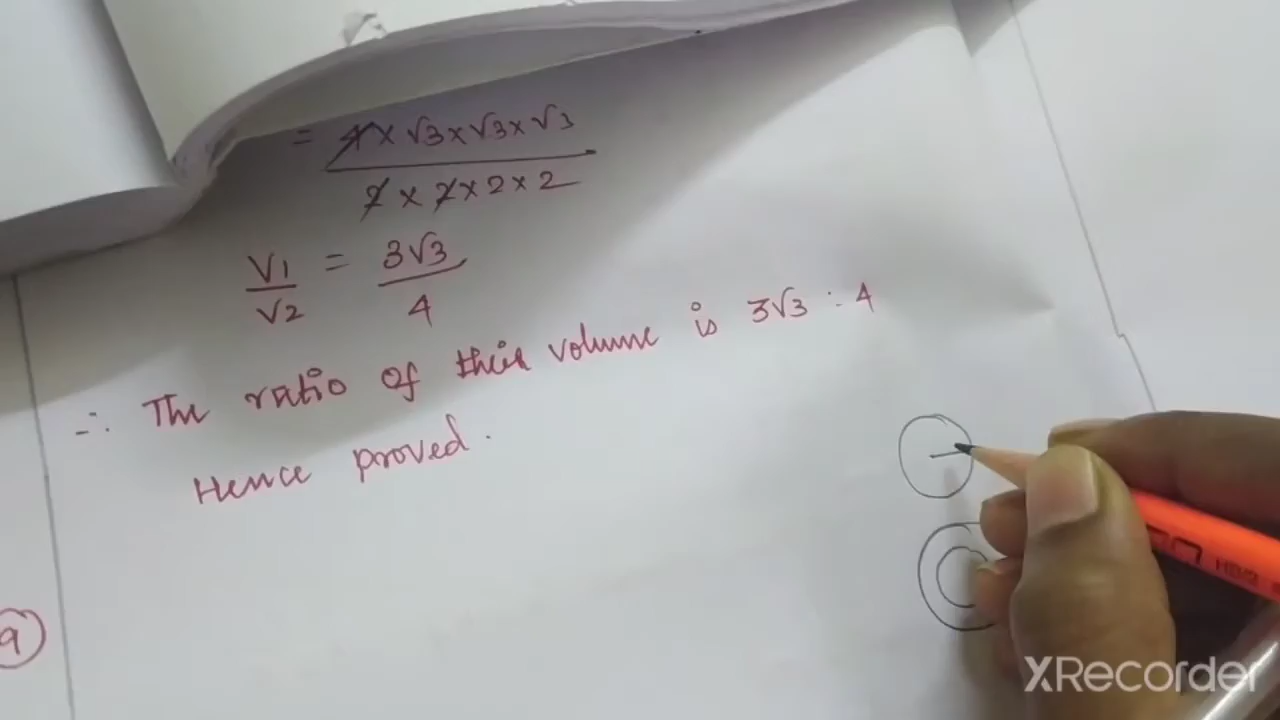 = 4 × √3 × √3 × √3
2 × 2 × 2 × 2
V1 = 3√3
V2 4
∴ The ratio of their volume is 3√3 : 4
Hence proved.
9
XRecorder